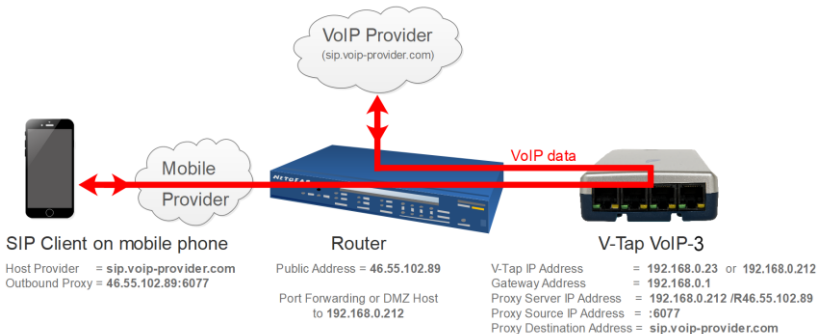 VoIP Provider
(sip.voip-provider.com)
VoIP data
Mobile
Provider
NETGEAR
SIP Client on mobile phone
Host Provider = sip.voip-provider.com
Outbound Proxy = 46.55.102.89:6077
Router
Public Address = 46.55.102.89
Port Forwarding or DMZ Host
to 192.168.0.212
V-Tap VoIP-3
V-Tap IP Address = 192.168.0.23 or 192.168.0.212
Gateway Address = 192.168.0.1
Proxy Server IP Address = 192.168.0.212 /R46.55.102.89
Proxy Source IP Address = :6077
Proxy Destination Address = sip.voip-provider.com